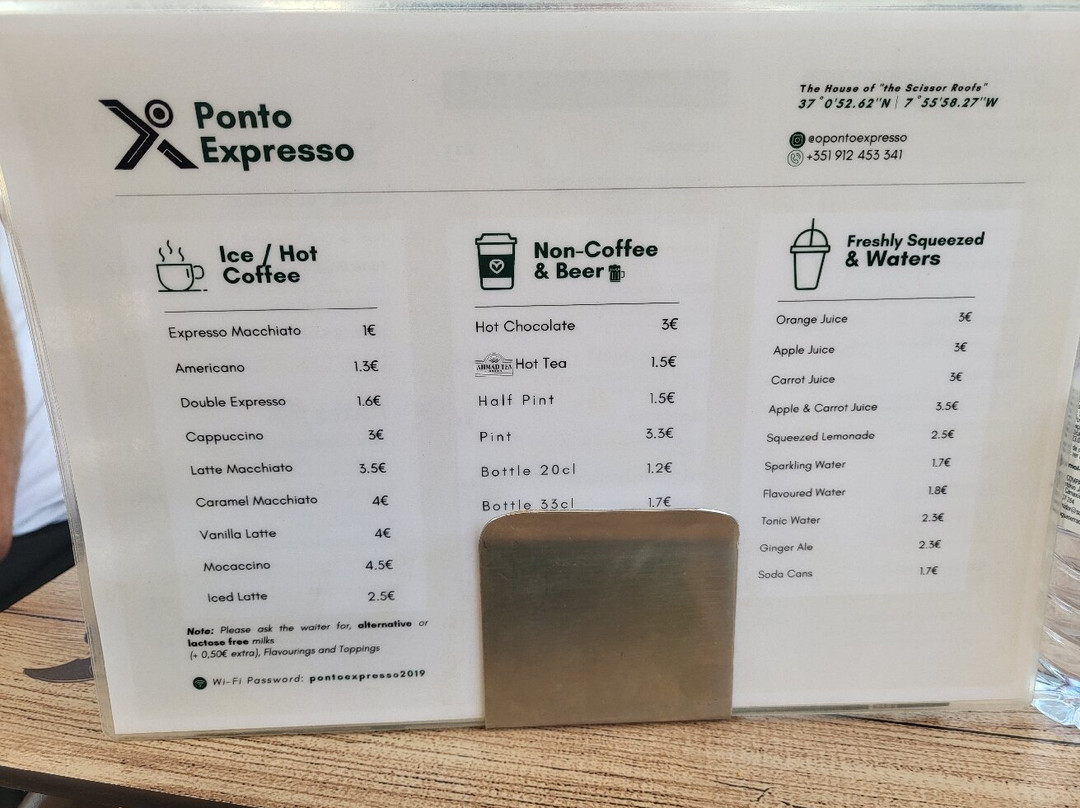 Ponto
Expresso
The House of "the Scissor Roofs"
37°0'52.62''N | 7°55'58.27''W
@opontoexpresso
+351 912 453 341
Ice / Hot
Coffee
Expresso Macchiato 1€
Americano 1.3€
Double Expresso 1.6€
Cappuccino 3€
Latte Macchiato 3.5€
Caramel Macchiato 4€
Vanilla Latte 4€
Mocaccino 4.5€
Iced Latte 2.5€
Note: Please ask the waiter for, alternative or
lactose free milks
(+ 0,50€ extra), Flavourings and Toppings
Wi-Fi Password: pontoexpresso2019
Non-Coffee
& Beer
Hot Chocolate 3€
AHMAD TEA Hot Tea 1.5€
Half Pint 1.5€
Pint 3.3€
Bottle 20cl 1.2€
Bottle 33cl 1.7€
Freshly Squeezed
& Waters
Orange Juice 3€
Apple Juice 3€
Carrot Juice 3€
Apple & Carrot Juice 3.5€
Squeezed Lemonade 2.5€
Sparkling Water 1.7€
Flavoured Water 1.8€
Tonic Water 2.3€
Ginger Ale 2.3€
Soda Cans 1.7€